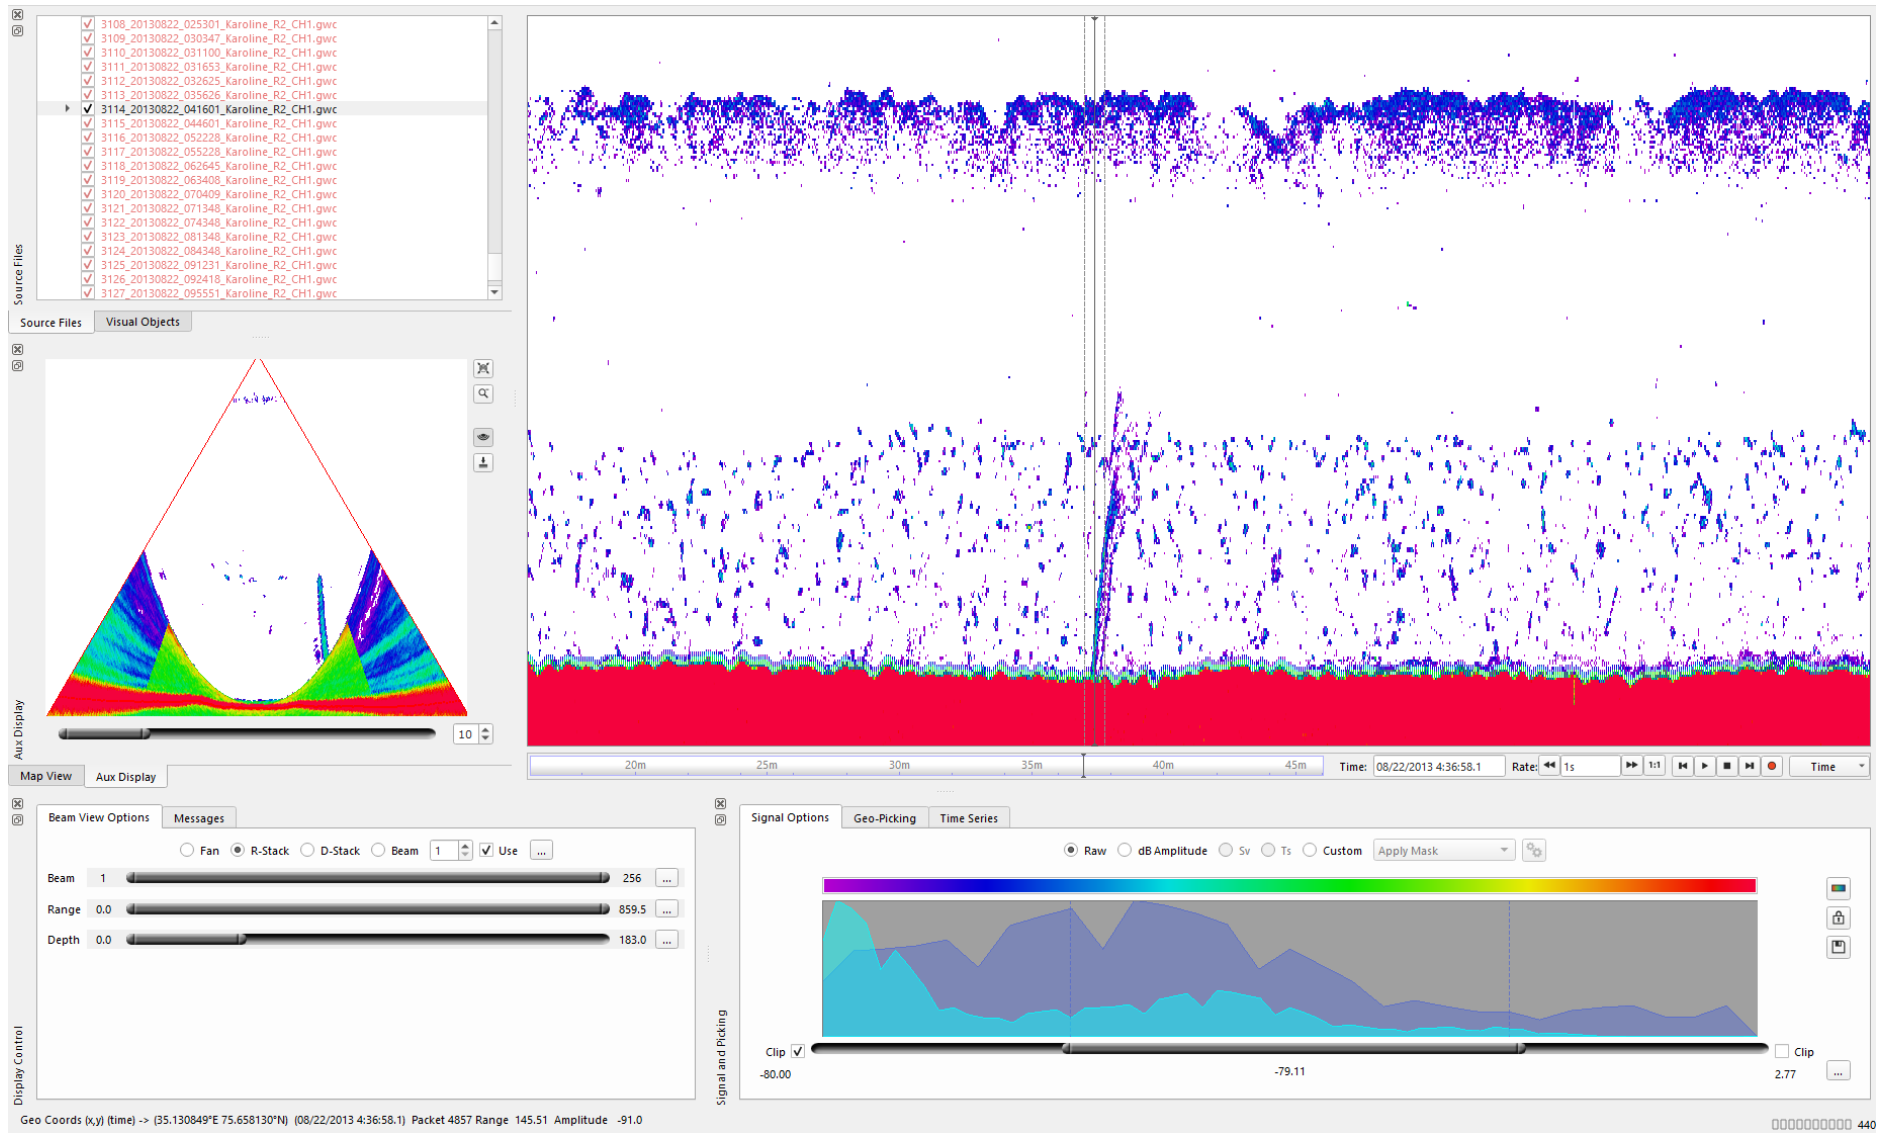 3108_20130822_025301_Karoline_R2_CH1.gwc
3109_20130822_030347_Karoline_R2_CH1.gwc
3110_20130822_031100_Karoline_R2_CH1.gwc
3111_20130822_031653_Karoline_R2_CH1.gwc
3112_20130822_032625_Karoline_R2_CH1.gwc
3113_20130822_035626_Karoline_R2_CH1.gwc
3114_20130822_041601_Karoline_R2_CH1.gwc
3115_20130822_044601_Karoline_R2_CH1.gwc
3116_20130822_052228_Karoline_R2_CH1.gwc
3117_20130822_055228_Karoline_R2_CH1.gwc
3118_20130822_062645_Karoline_R2_CH1.gwc
3119_20130822_063408_Karoline_R2_CH1.gwc
3120_20130822_070409_Karoline_R2_CH1.gwc
3121_20130822_071348_Karoline_R2_CH1.gwc
3122_20130822_074348_Karoline_R2_CH1.gwc
3123_20130822_081348_Karoline_R2_CH1.gwc
3124_20130822_084348_Karoline_R2_CH1.gwc
3125_20130822_091231_Karoline_R2_CH1.gwc
3126_20130822_092418_Karoline_R2_CH1.gwc
3127_20130822_095551_Karoline_R2_CH1.gwc
Source Files
Source Files Visual Objects
Aux Display
10
Map View Aux Display
20m 25m 30m 35m 40m 45m Time: 08/22/2013 4:36:58.1 Rate: 1s 1:1 Time
Beam View Options Messages
Fan R-Stack D-Stack Beam 1 Use ...
Beam 1 256 ...
Range 0.0 859.5 ...
Depth 0.0 183.0 ...
Display Control
Signal Options Geo-Picking Time Series
Raw dB Amplitude Sv Ts Custom Apply Mask
Signal and Picking
Clip Clip
-80.00 -79.11 2.77 ...
Geo Coords (x,y) (time) -> (35.130849°E 75.658130°N) (08/22/2013 4:36:58.1) Packet 4857 Range 145.51 Amplitude -91.0
440